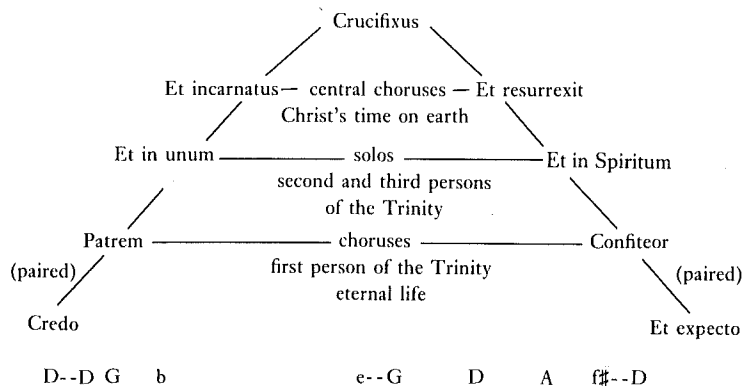 Crucifixus
Et incarnatus — central choruses — Et resurrexit
Christ's time on earth
Et in unum solos Et in Spiritum
second and third persons
of the Trinity
Patrem choruses Confiteor
(paired) first person of the Trinity (paired)
eternal life
Credo
Et expecto
D--D G b e--G D A f♯--D